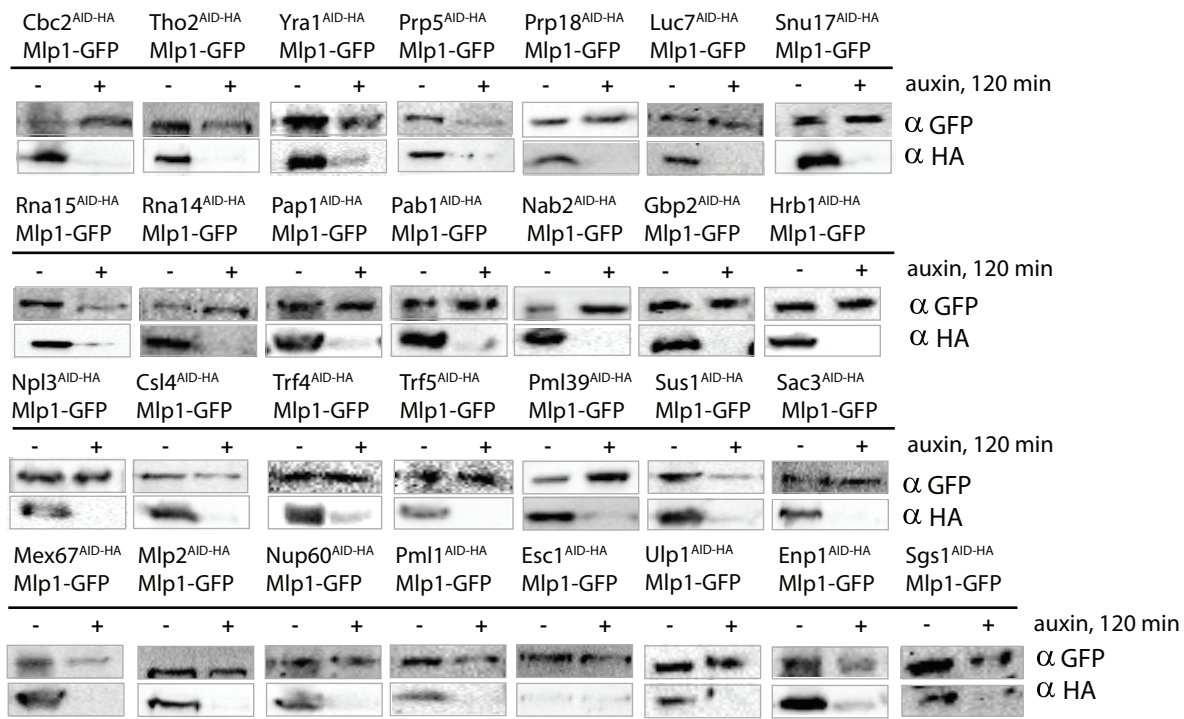 Cbc2AID-HA Tho2AID-HA Yra1AID-HA Prp5AID-HA Prp18AID-HA Luc7AID-HA Snu17AID-HA
Mlp1-GFP Mlp1-GFP Mlp1-GFP Mlp1-GFP Mlp1-GFP Mlp1-GFP Mlp1-GFP
- + - + - + - + - + - + - + auxin, 120 min
α GFP
α HA
Rna15AID-HA Rna14AID-HA Pap1AID-HA Pab1AID-HA Nab2AID-HA Gbp2AID-HA Hrb1AID-HA
Mlp1-GFP Mlp1-GFP Mlp1-GFP Mlp1-GFP Mlp1-GFP Mlp1-GFP Mlp1-GFP
- + - + - + - + - + - + - + auxin, 120 min
α GFP
α HA
Npl3AID-HA Csl4AID-HA Trf4AID-HA Trf5AID-HA Pml39AID-HA Sus1AID-HA Sac3AID-HA
Mlp1-GFP Mlp1-GFP Mlp1-GFP Mlp1-GFP Mlp1-GFP Mlp1-GFP Mlp1-GFP
- + - + - + - + - + - + - + auxin, 120 min
α GFP
α HA
Mex67AID-HA Mlp2AID-HA Nup60AID-HA Pml1AID-HA Esc1AID-HA Ulp1AID-HA Enp1AID-HA Sgs1AID-HA
Mlp1-GFP Mlp1-GFP Mlp1-GFP Mlp1-GFP Mlp1-GFP Mlp1-GFP Mlp1-GFP Mlp1-GFP
- + - + - + - + - + - + - + - + auxin, 120 min
α GFP
α HA